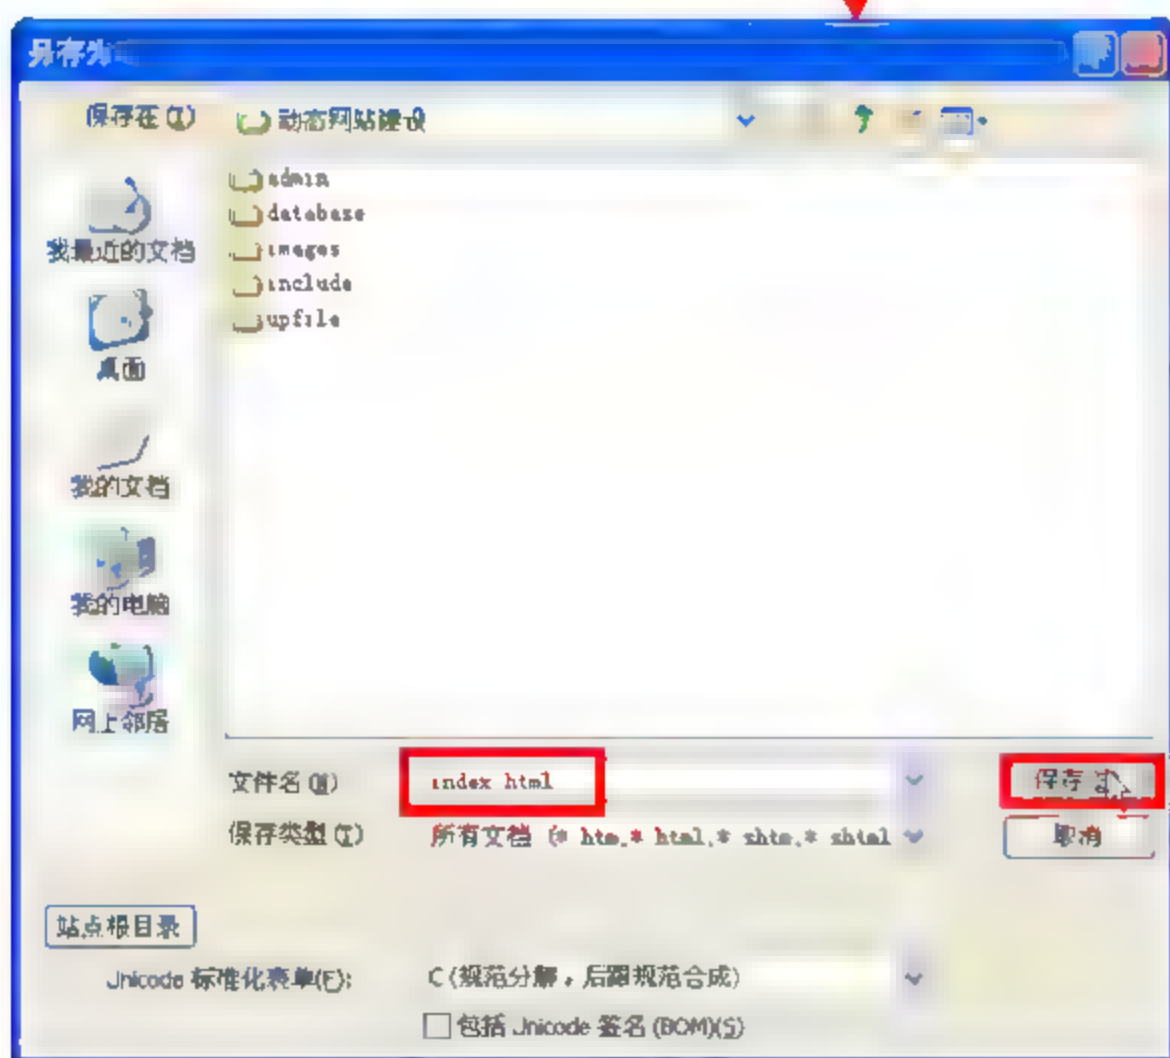 另存为
保存在(I) 动态网站建设
admin
database
images
include
upfile
我最近的文档
桌面
我的文档
我的电脑
网上邻居
文件名(N) index html 保存
保存类型(T) 所有文档 (* htm,* html,* shtm,* shtml 取消
站点根目录
Unicode 标准化表单(F): C (规范分解，后跟规范合成)
包括 Unicode 签名 (BOM)(S)